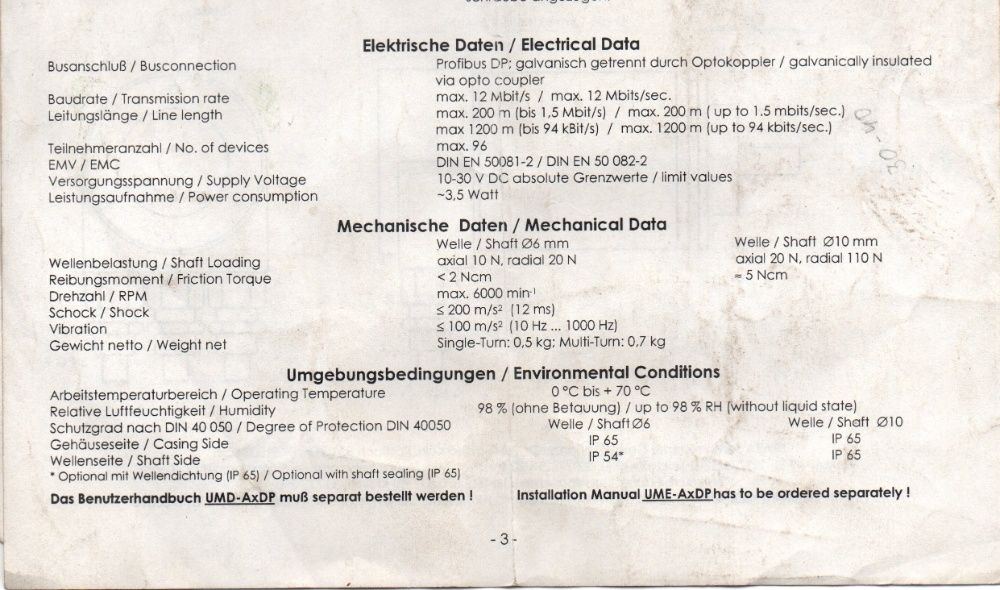 Schraube angezogen.
Elektrische Daten / Electrical Data
Busanschluß / Busconnection Profibus DP; galvanisch getrennt durch Optokoppler / galvanically insulated
via opto coupler
Baudrate / Transmission rate max. 12 Mbit/s / max. 12 Mbits/sec.
Leitungslänge / Line length max. 200 m (bis 1,5 Mbit/s) / max. 200 m ( up to 1.5 mbits/sec.)
max 1200 m (bis 94 kBit/s) / max. 1200 m (up to 94 kbits/sec.)
Teilnehmeranzahl / No. of devices max. 96
EMV / EMC DIN EN 50081-2 / DIN EN 50 082-2
Versorgungsspannung / Supply Voltage 10-30 V DC absolute Grenzwerte / limit values
Leistungsaufnahme / Power consumption ~3,5 Watt
Mechanische Daten / Mechanical Data
Welle / Shaft Ø6 mm Welle / Shaft Ø10 mm
Wellenbelastung / Shaft Loading axial 10 N, radial 20 N axial 20 N, radial 110 N
Reibungsmoment / Friction Torque < 2 Ncm ≈ 5 Ncm
Drehzahl / RPM max. 6000 min-¹
Schock / Shock ≤ 200 m/s² (12 ms)
Vibration ≤ 100 m/s² (10 Hz ... 1000 Hz)
Gewicht netto / Weight net Single-Turn: 0,5 kg; Multi-Turn: 0,7 kg
Umgebungsbedingungen / Environmental Conditions
Arbeitstemperaturbereich / Operating Temperature 0 °C bis + 70 °C
Relative Luftfeuchtigkeit / Humidity 98 % (ohne Betauung) / up to 98 % RH (without liquid state)
Schutzgrad nach DIN 40 050 / Degree of Protection DIN 40050 Welle / Shaft Ø6 Welle / Shaft Ø10
Gehäuseseite / Casing Side IP 65 IP 65
Wellenseite / Shaft Side IP 54* IP 65
* Optional mit Wellendichtung (IP 65) / Optional with shaft sealing (IP 65)
Das Benutzerhandbuch UMD-AxDP muß separat bestellt werden ! Installation Manual UME-AxDP has to be ordered separately !
- 3 -